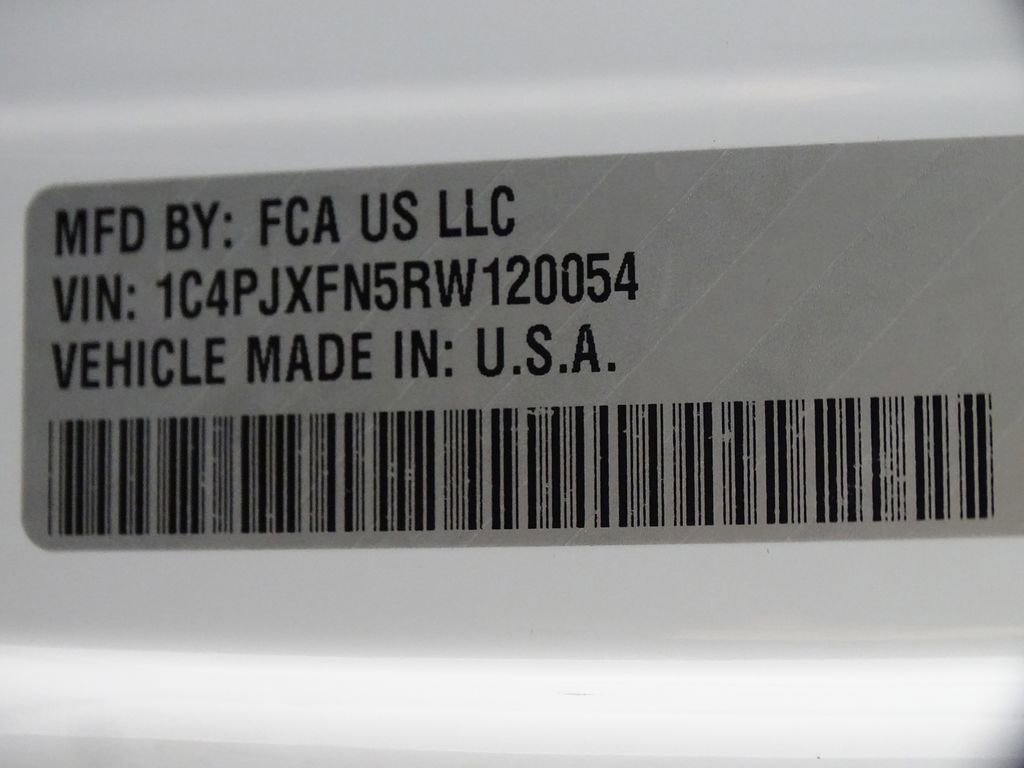 MFD BY: FCA US LLC
VIN: 1C4PJXFN5RW120054
VEHICLE MADE IN: U.S.A.